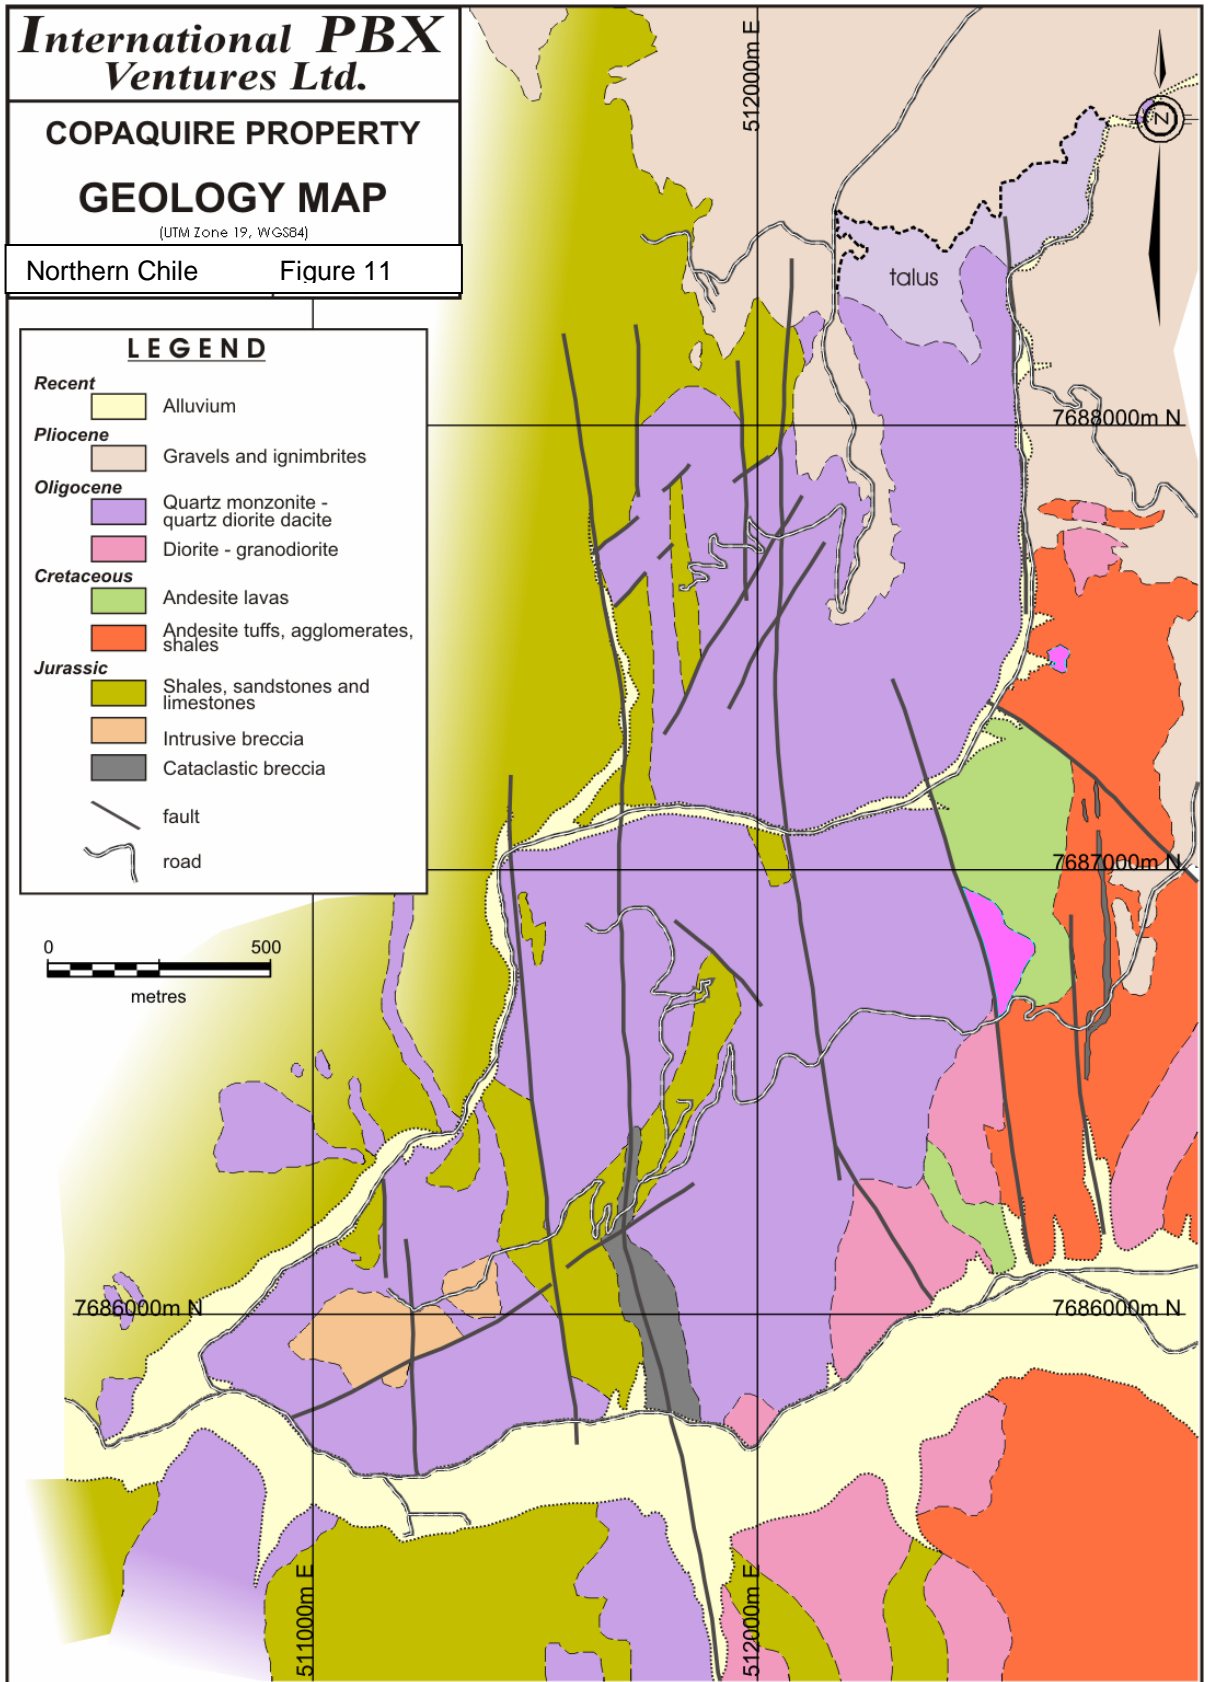 International PBX
Ventures Ltd.
COPAQUIRE PROPERTY
GEOLOGY MAP
(UTM Zone 19, WGS84)
Northern Chile Figure 11
LEGEND
Recent
Alluvium
Pliocene
Gravels and ignimbrites
Oligocene
Quartz monzonite -
quartz diorite dacite
Diorite - granodiorite
Cretaceous
Andesite lavas
Andesite tuffs, agglomerates,
shales
Jurassic
Shales, sandstones and
limestones
Intrusive breccia
Cataclastic breccia
fault
road
0 500
metres
512000m E
N
talus
7688000m N
7687000m N
7686000m N
7686000m N
511000m E
512000m E